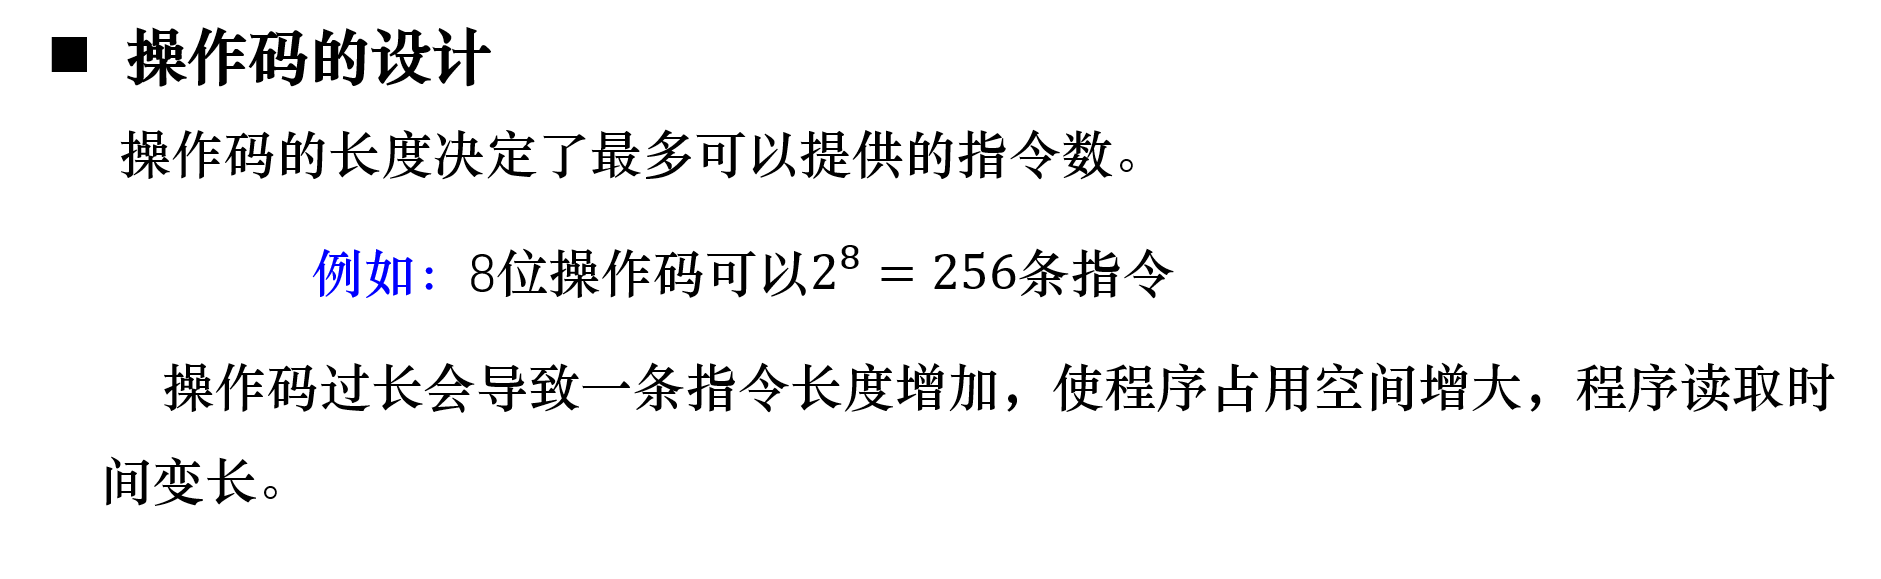 ■ 操作码的设计
操作码的长度决定了最多可以提供的指令数。
例如：8位操作码可以2⁸ = 256条指令
操作码过长会导致一条指令长度增加，使程序占用空间增大，程序读取时
间变长。